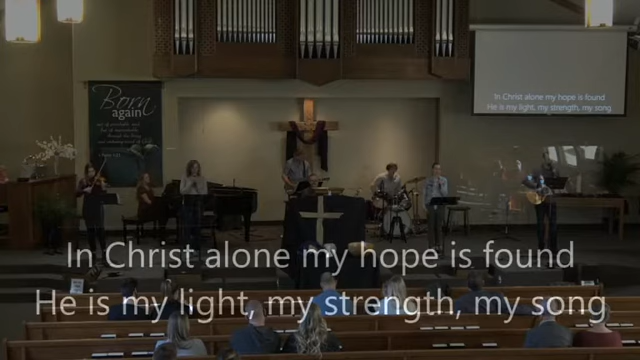 Born
again
In Christ alone my hope is found
He is my light, my strength, my song
In Christ alone my hope is found
He is my light, my strength, my song